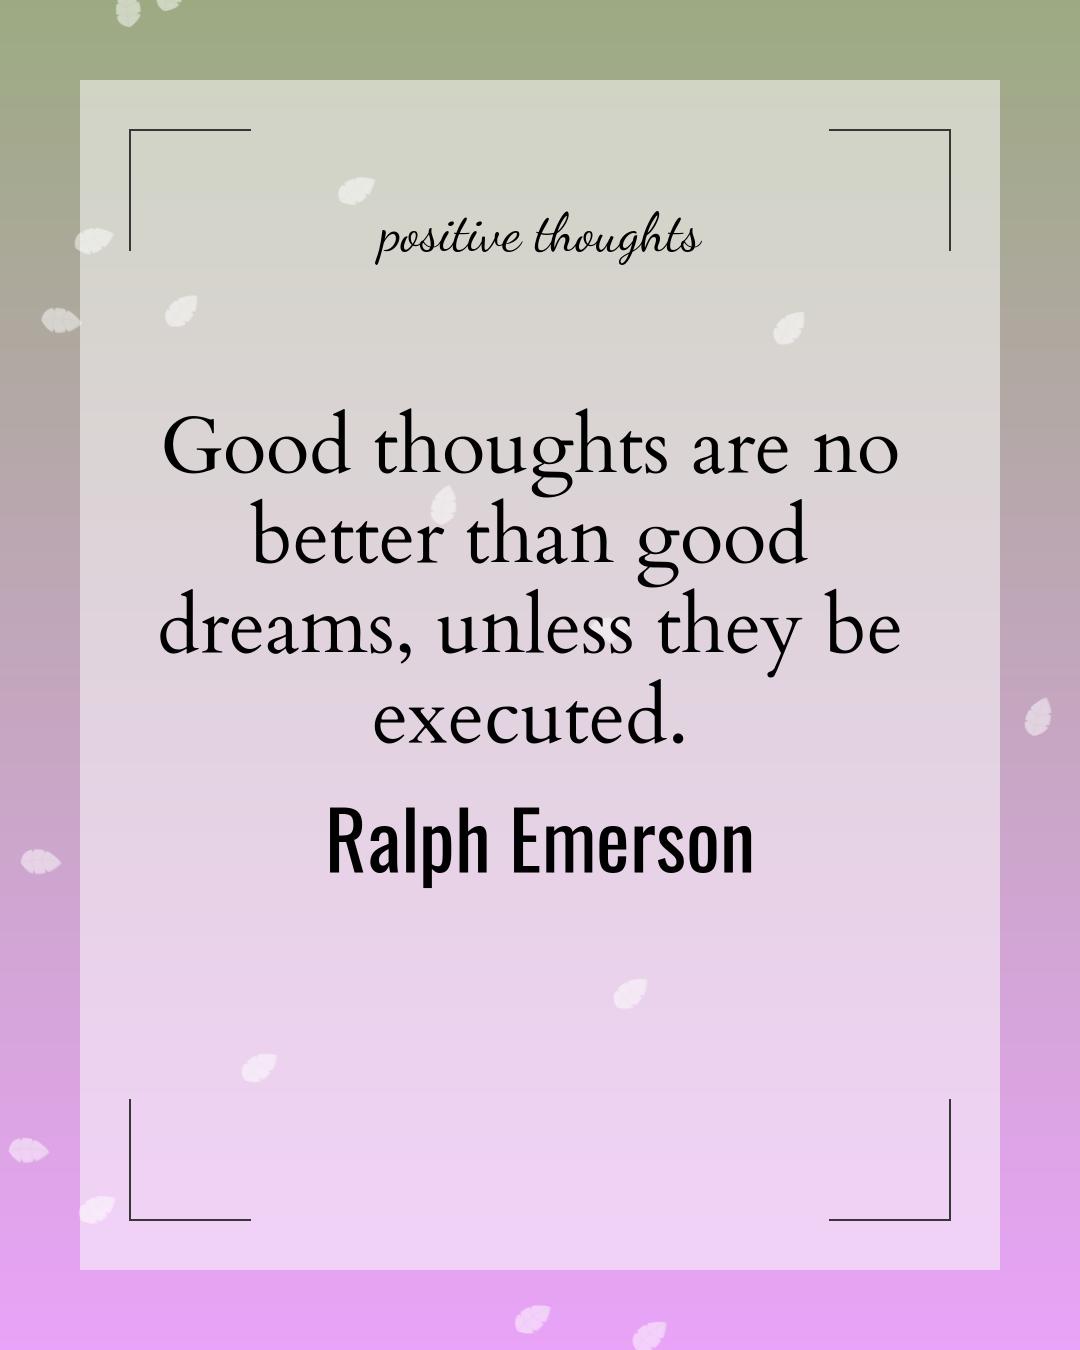 positive thoughts
Good thoughts are no
better than good
dreams, unless they be
executed.
Ralph Emerson